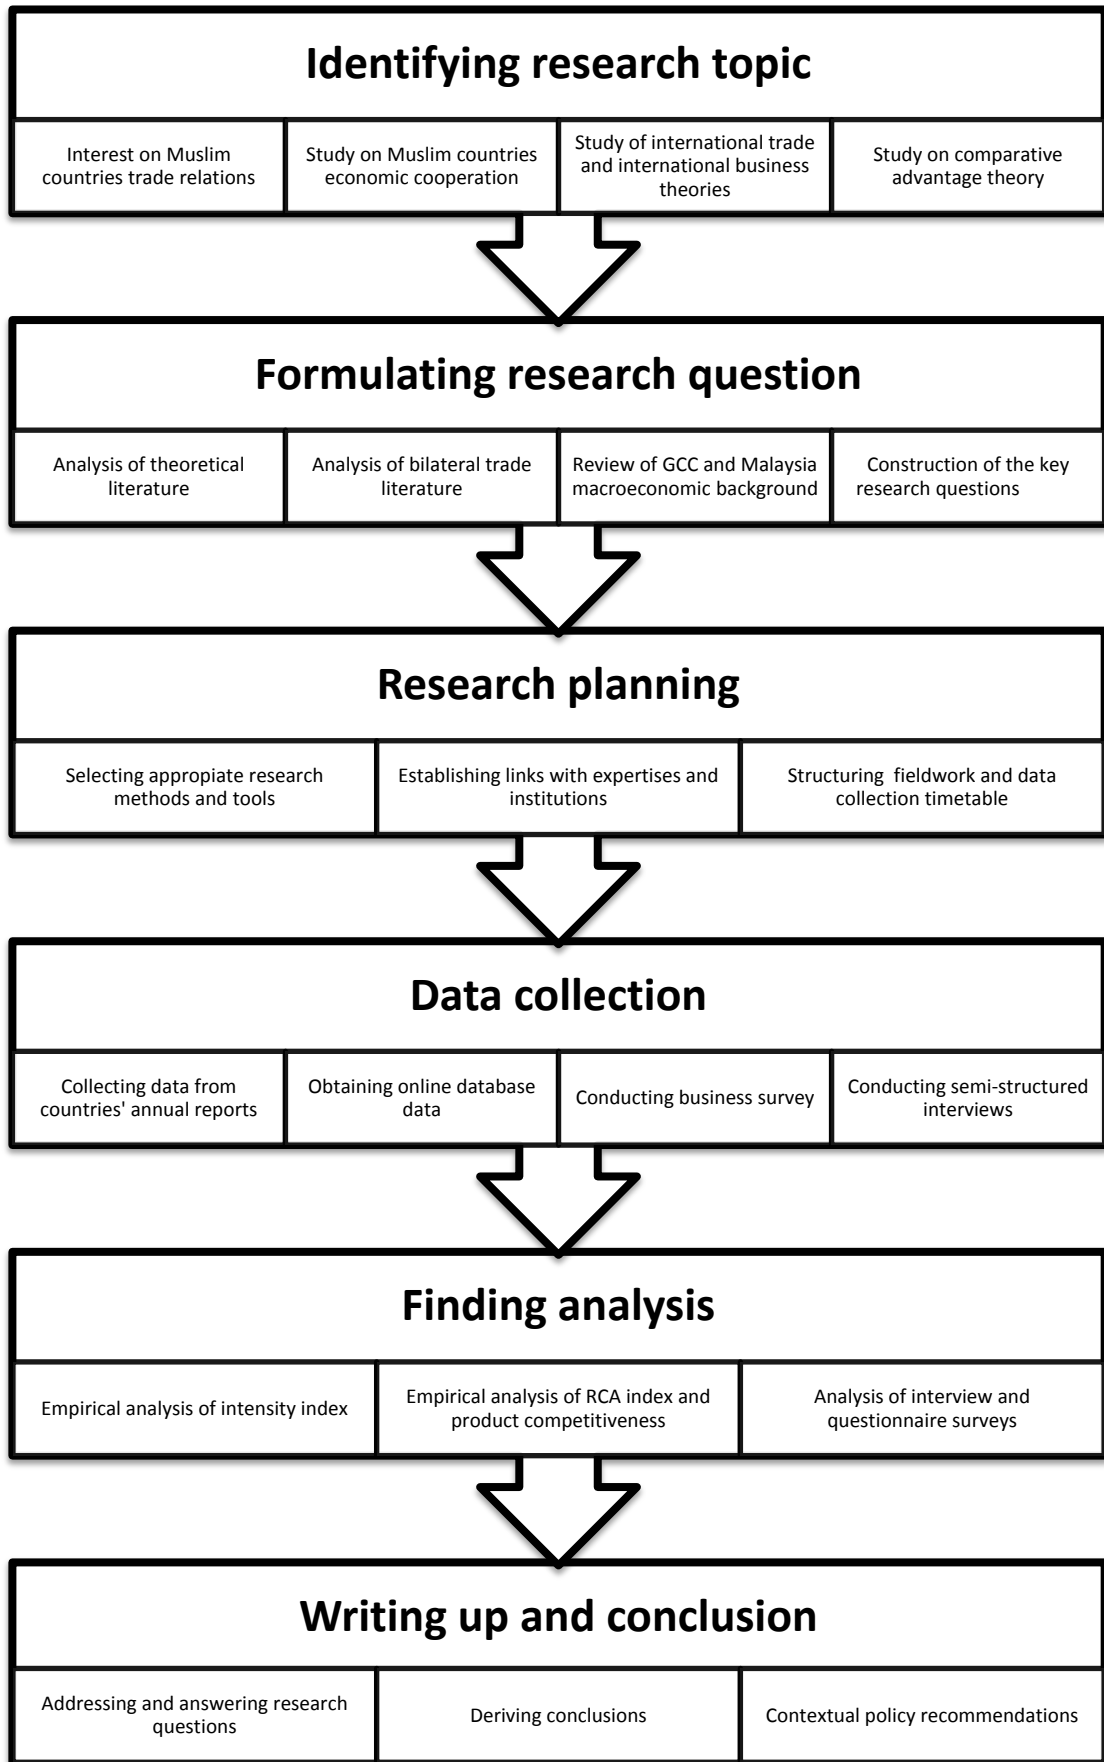 Identifying research topic
Interest on Muslim
countries trade relations
Study on Muslim countries
economic cooperation
Study of international trade
and international business
theories
Study on comparative
advantage theory
Formulating research question
Analysis of theoretical
literature
Analysis of bilateral trade
literature
Review of GCC and Malaysia
macroeconomic background
Construction of the key
research questions
Research planning
Selecting appropiate research
methods and tools
Establishing links with expertises and
institutions
Structuring fieldwork and data
collection timetable
Data collection
Collecting data from
countries' annual reports
Obtaining online database
data
Conducting business survey
Conducting semi-structured
interviews
Finding analysis
Empirical analysis of intensity index
Empirical analysis of RCA index and
product competitiveness
Analysis of interview and
questionnaire surveys
Writing up and conclusion
Addressing and answering research
questions
Deriving conclusions
Contextual policy recommendations